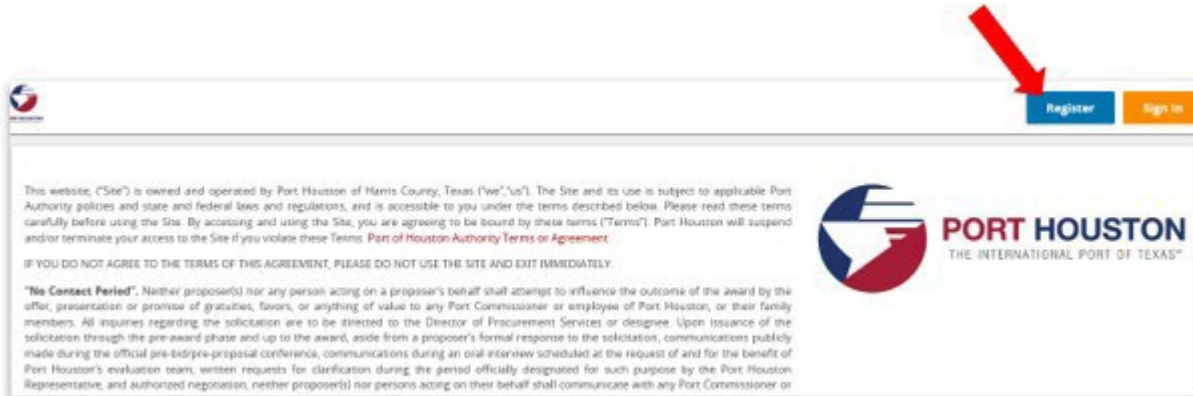 Register
Sign In
This website, ("Site") is owned and operated by Port Houston of Harris County, Texas ("we","us"). The Site and its use is subject to applicable Port
Authority policies and state and federal laws and regulations, and is accessible to you under the terms described below. Please read these terms
carefully before using the Site. By accessing and using the Site, you are agreeing to be bound by these terms ("Terms"). Port Houston will suspend
and/or terminate your access to the Site if you violate these Terms. Port of Houston Authority Terms or Agreement
IF YOU DO NOT AGREE TO THE TERMS OF THIS AGREEMENT, PLEASE DO NOT USE THE SITE AND EXIT IMMEDIATELY.
"No Contact Period". Neither proposer(s) nor any person acting on a proposer's behalf shall attempt to influence the outcome of the award by the
offer, presentation or promise of gratuities, favors, or anything of value to any Port Commissioner or employee of Port Houston, or their family
members. All inquiries regarding the solicitation are to be directed to the Director of Procurement Services or designee. Upon issuance of the
solicitation through the pre-award phase and up to the award, aside from a proposer's formal response to the solicitation, communications publicly
made during the official pre-bid/pre-proposal conference, communications during an oral interview scheduled at the request of and for the benefit of
Port Houston's evaluation team, written requests for clarification during the period officially designated for such purpose by the Port Houston
Representative, and authorized negotiation, neither proposer(s) nor persons acting on their behalf shall communicate with any Port Commissioner or
PORT HOUSTON
THE INTERNATIONAL PORT OF TEXAS